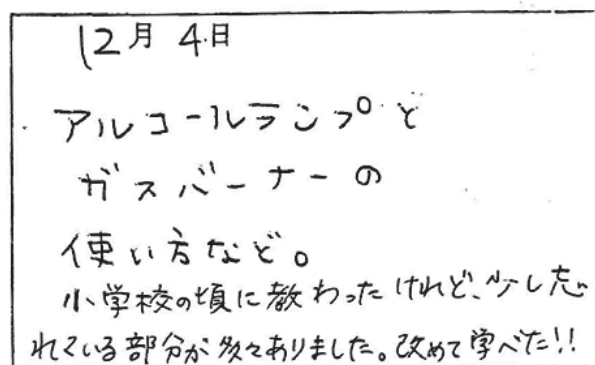 12月 4日
アルコールランプと
ガスバーナーの
使い方など。
小学校の頃に教わったけれど、少し忘
れている部分が多々ありました。改めて学べた!!